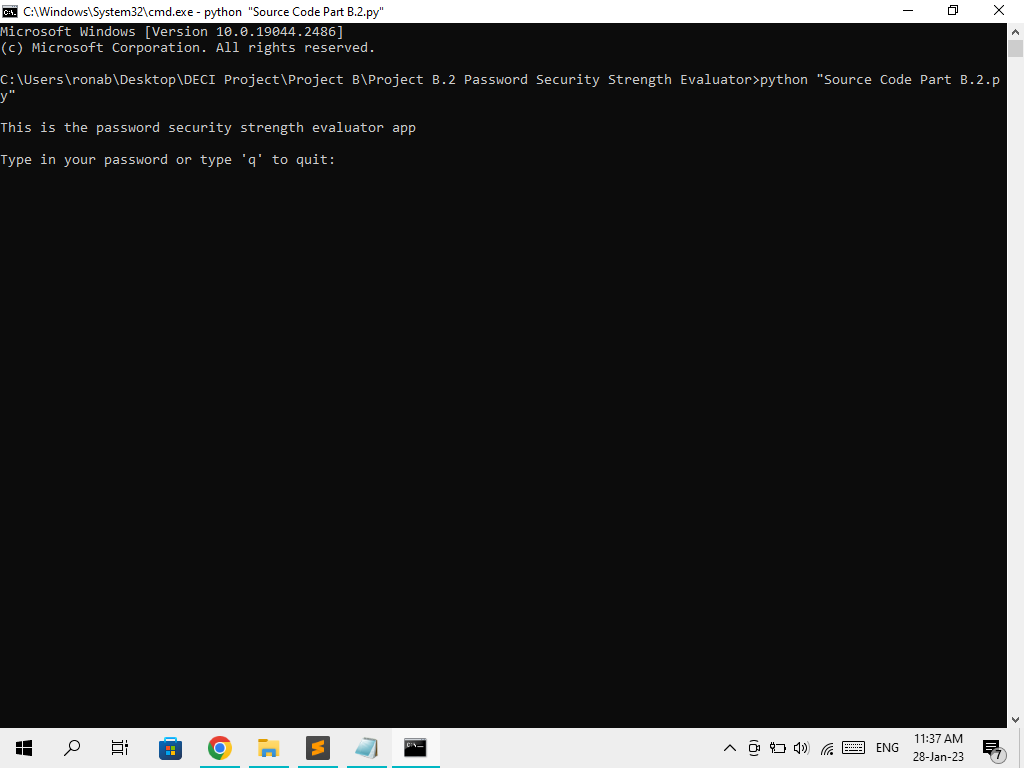 C:\Windows\System32\cmd.exe - python  "Source Code Part B.2.py"
Microsoft Windows [Version 10.0.19044.2486]
(c) Microsoft Corporation. All rights reserved.
C:\Users\ronab\Desktop\DECI Project\Project B\Project B.2 Password Security Strength Evaluator>python "Source Code Part B.2.p
y"
This is the password security strength evaluator app
Type in your password or type 'q' to quit:
ENG
11:37 AM
28-Jan-23
7